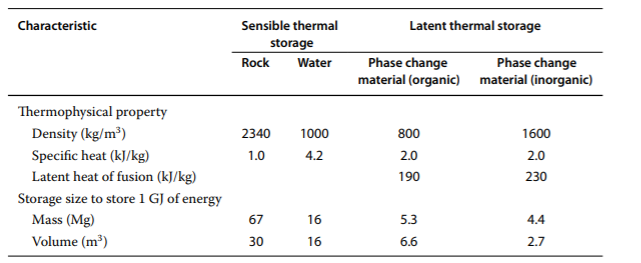 Characteristic Sensible thermal storage Latent thermal storage
Rock Water Phase change material (organic) Phase change material (inorganic)
Thermophysical property
Density (kg/m³) 2340 1000 800 1600
Specific heat (kJ/kg) 1.0 4.2 2.0 2.0
Latent heat of fusion (kJ/kg) 190 230
Storage size to store 1 GJ of energy
Mass (Mg) 67 16 5.3 4.4
Volume (m³) 30 16 6.6 2.7